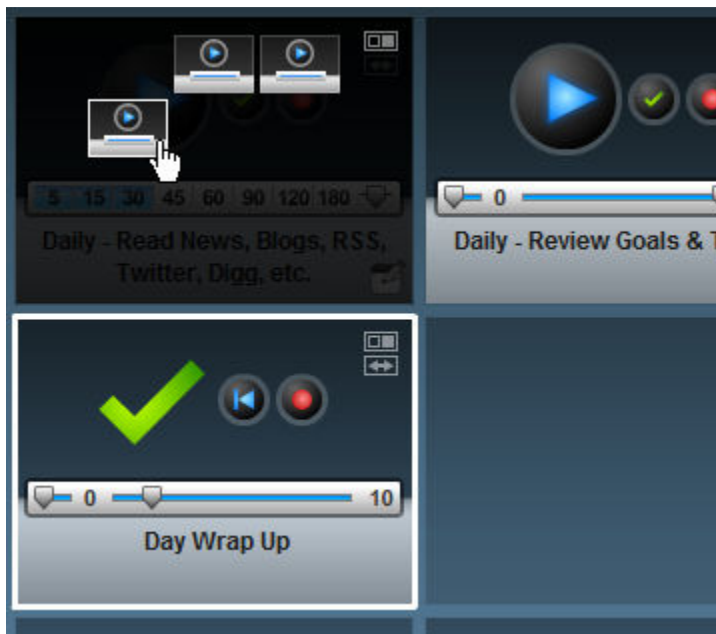 5 15 30 45 60 90 120 180
Daily - Read News, Blogs, RSS,
Twitter, Digg, etc.
0
Daily - Review Goals &
0 10
Day Wrap Up